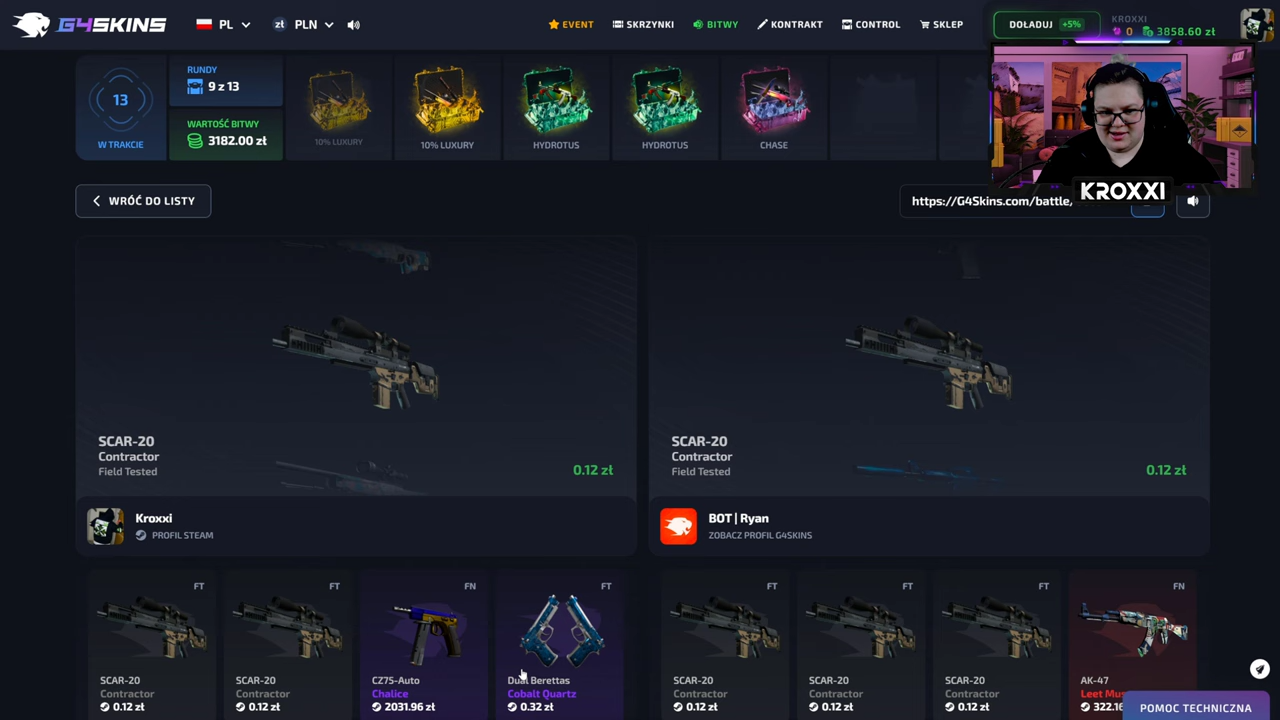 G4SKINS
PL
zł PLN
EVENT
SKRZYNKI
BITWY
KONTRAKT
CONTROL
SKLEP
DOŁADUJ +5%
KROXXI
0 3858.60 zł
13
W TRAKCIE
RUNDY
9 z 13
WARTOŚĆ BITWY
3182.00 zł
10% LUXURY
10% LUXURY
HYDROTUS
HYDROTUS
CHASE
KROXXI
WRÓĆ DO LISTY
https://G4Skins.com/battle/
SCAR-20
Contractor
Field Tested
0.12 zł
SCAR-20
Contractor
Field Tested
0.12 zł
Kroxxi
PROFIL STEAM
BOT | Ryan
ZOBACZ PROFIL G4SKINS
FT
SCAR-20
Contractor
0.12 zł
FT
SCAR-20
Contractor
0.12 zł
FN
CZ75-Auto
Chalice
2031.96 zł
FT
Dual Berettas
Cobalt Quartz
0.32 zł
FT
SCAR-20
Contractor
0.12 zł
FT
SCAR-20
Contractor
0.12 zł
FT
SCAR-20
Contractor
0.12 zł
FN
AK-47
Leet
322.16
POMOC TECHNICZNA